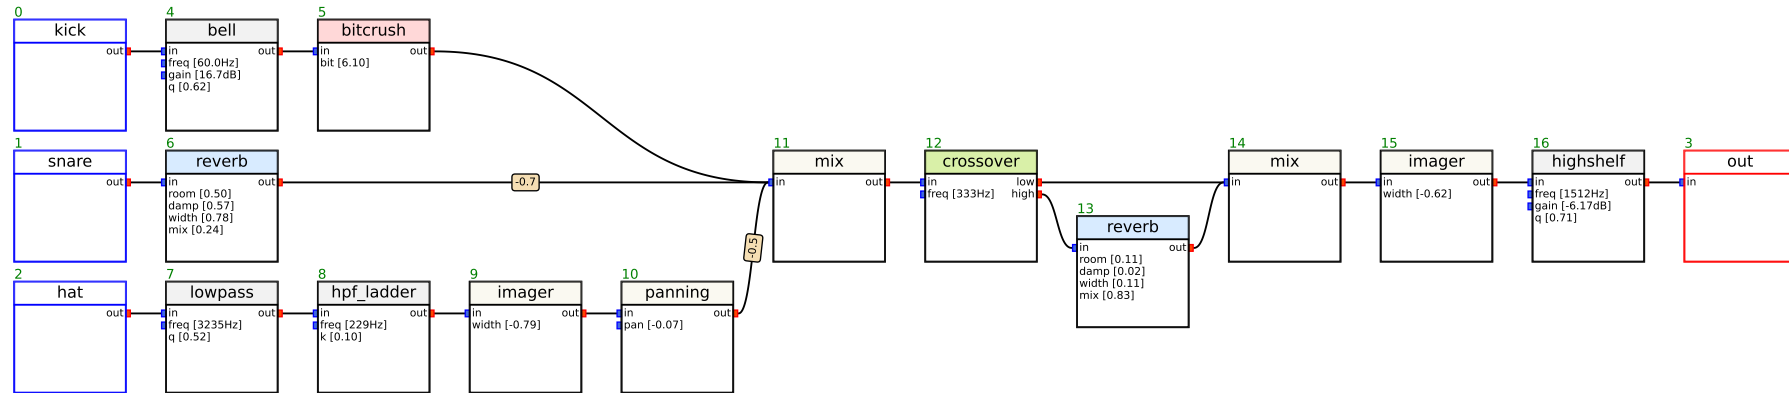 0
kick
out
4
bell
in out
freq [60.0Hz]
gain [16.7dB]
q [0.62]
5
bitcrush
in out
bit [6.10]
1
snare
out
6
reverb
in out
room [0.50]
damp [0.57]
width [0.78]
mix [0.24]
-0.7
11
mix
in out
12
crossover
in low
freq [333Hz] high
13
reverb
in out
room [0.11]
damp [0.02]
width [0.11]
mix [0.83]
14
mix
in out
15
imager
in out
width [-0.62]
16
highshelf
in out
freq [1512Hz]
gain [-6.17dB]
q [0.71]
3
out
in
2
hat
out
7
lowpass
in out
freq [3235Hz]
q [0.52]
8
hpf_ladder
in out
freq [229Hz]
k [0.10]
9
imager
in out
width [-0.79]
10
panning
in out
pan [-0.07]
-0.5